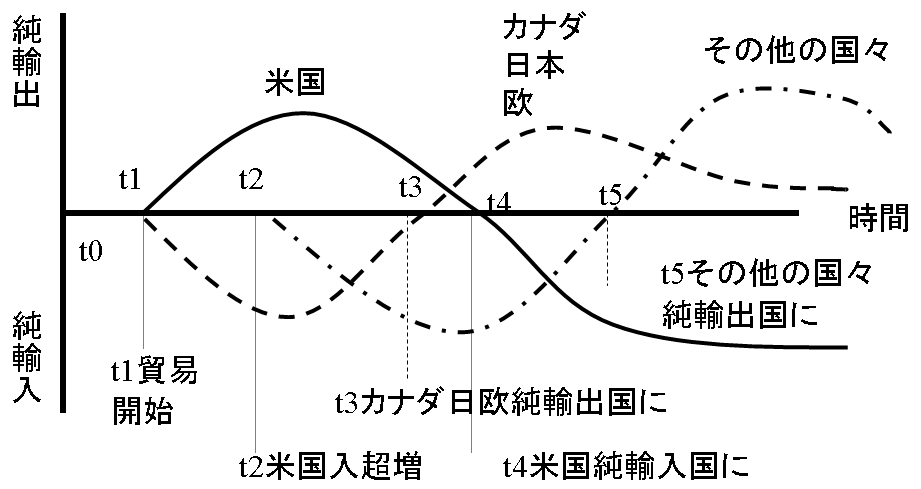 純輸出
米国
カナダ
日本
欧
その他の国々
t1
t2
t3
t4
t5
時間
t0
t5その他の国々
純輸出国に
純輸入
t1貿易
開始
t3カナダ日欧純輸出国に
t2米国入超増
t4米国純輸入国に